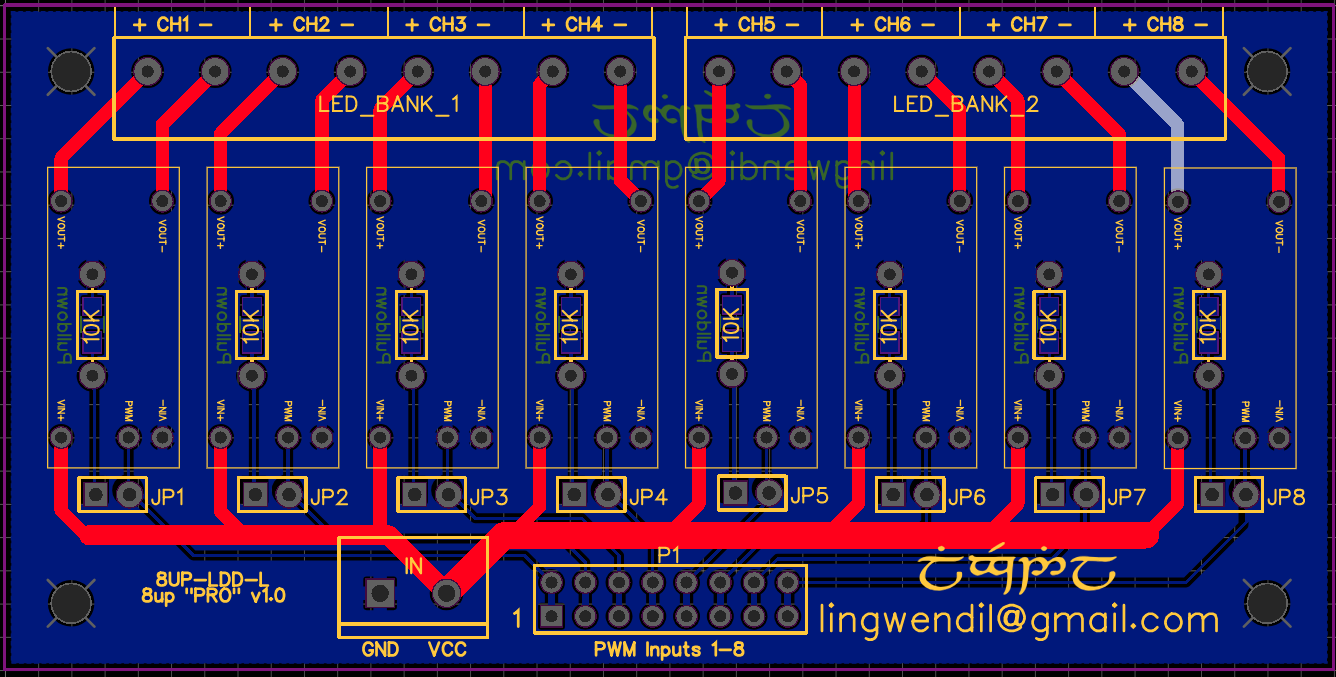 + CH1 - + CH2 - + CH3 - + CH4 - + CH5 - + CH6 - + CH7 - + CH8 -
LED_BANK_1 LED_BANK_2
lingwendil@gmail.com
VOUT+ VOUT- VOUT+ VOUT- VOUT+ VOUT- VOUT+ VOUT- VOUT+ VOUT- VOUT+ VOUT- VOUT+ VOUT- VOUT+ VOUT-
Pulldown 10K Pulldown 10K Pulldown 10K Pulldown 10K Pulldown 10K Pulldown 10K Pulldown 10K 10K
VIN+ PWM VIN- VIN+ PWM VIN- VIN+ PWM VIN- VIN+ PWM VIN- VIN+ PWM VIN- VIN+ PWM VIN- VIN+ PWM VIN- VIN+ PWM VIN-
JP1 JP2 JP3 JP4 JP5 JP6 JP7 JP8
IN P1
8UP-LDD-L
8up "PRO" v1.0
1
lingwendil@gmail.com
GND VCC PWM Inputs 1-8